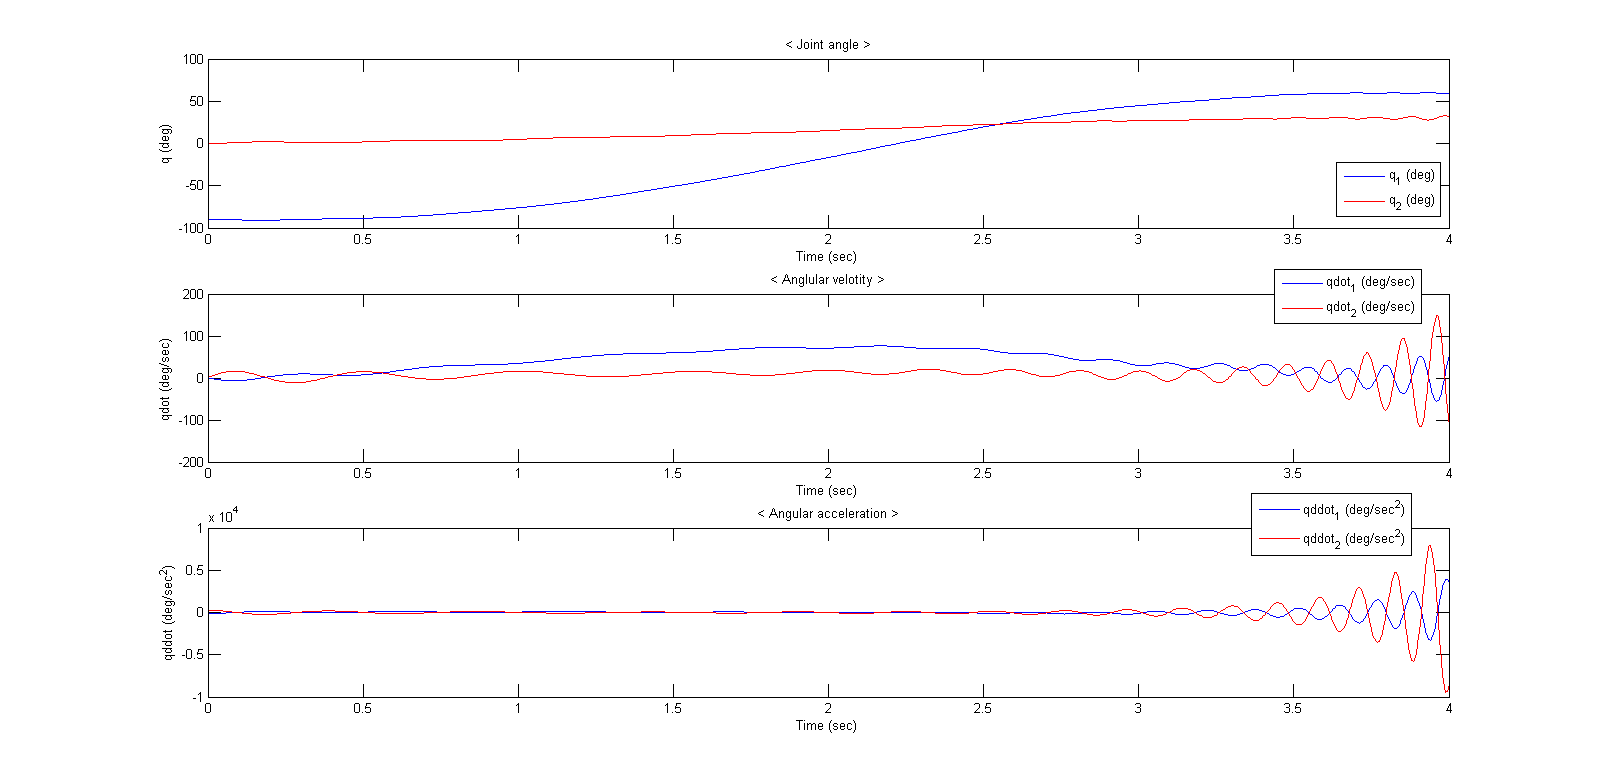 < Joint angle >
100
50
0
-50
-100
q (deg)
q1 (deg)
q2 (deg)
0 0.5 1 1.5 2 2.5 3 3.5 4
Time (sec)
< Anglular velotity >
200
100
0
-100
-200
qdot (deg/sec)
qdot1 (deg/sec)
qdot2 (deg/sec)
0 0.5 1 1.5 2 2.5 3 3.5 4
Time (sec)
< Angular acceleration >
x 10^4
1
0.5
0
-0.5
-1
qddot (deg/sec^2)
qddot1 (deg/sec^2)
qddot2 (deg/sec^2)
0 0.5 1 1.5 2 2.5 3 3.5 4
Time (sec)